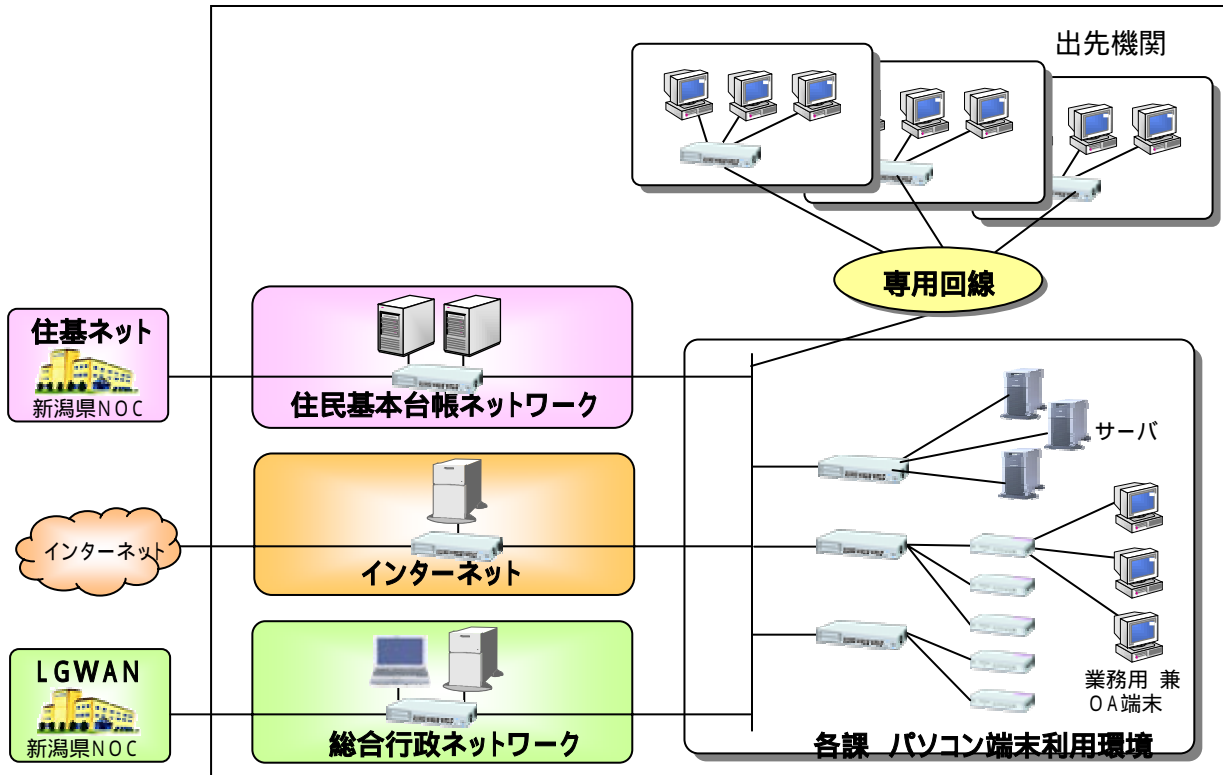 出先機関
専用回線
住基ネット
新潟県NOC
住民基本台帳ネットワーク
サーバ
インターネット
インターネット
LGWAN
新潟県NOC
総合行政ネットワーク
業務用 兼
OA端末
各課 パソコン端末利用環境